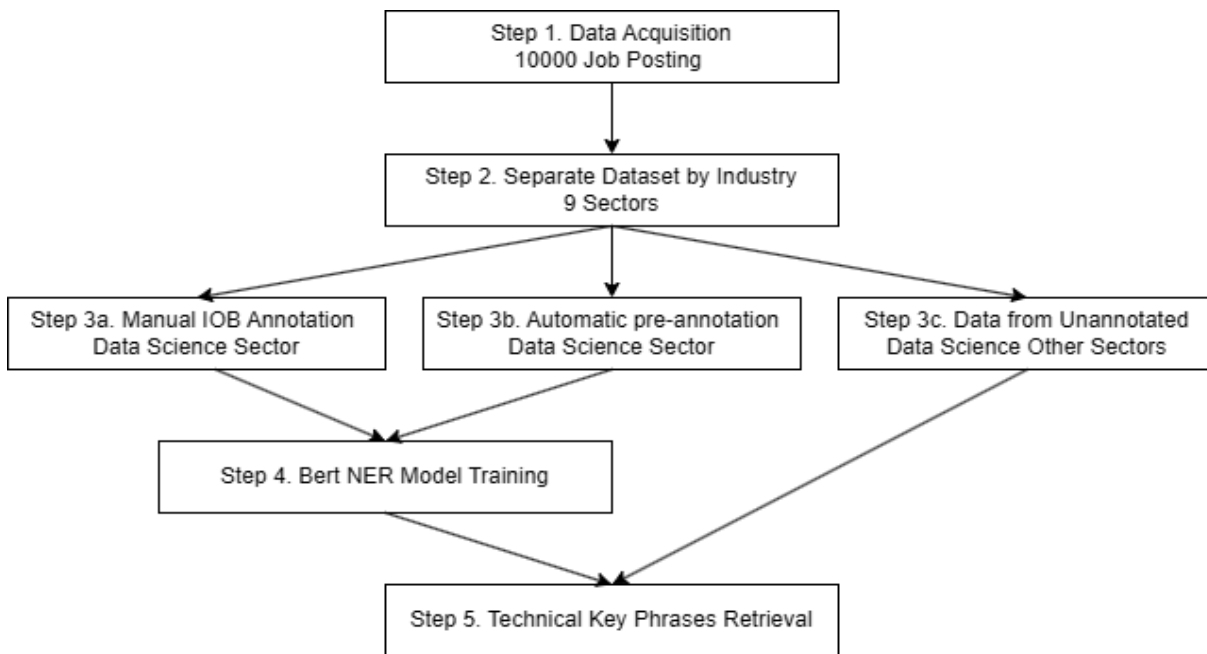 Step 1. Data Acquisition
10000 Job Posting
Step 2. Separate Dataset by Industry
9 Sectors
Step 3a. Manual IOB Annotation
Data Science Sector
Step 3b. Automatic pre-annotation
Data Science Sector
Step 3c. Data from Unannotated
Data Science Other Sectors
Step 4. Bert NER Model Training
Step 5. Technical Key Phrases Retrieval